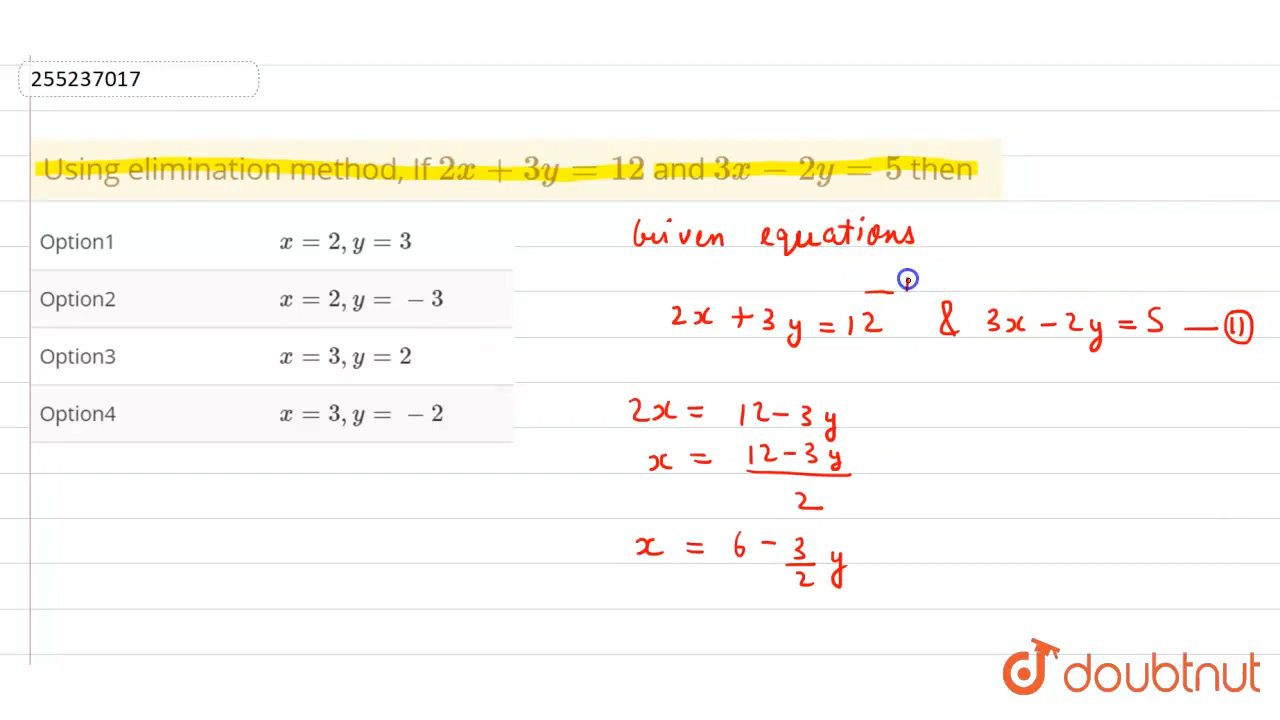 255237017
Using elimination method, If 2x + 3y = 12 and 3x − 2y = 5 then
Option1 x = 2, y = 3
Option2 x = 2, y = − 3
Option3 x = 3, y = 2
Option4 x = 3, y = − 2
Given equations
2x + 3y = 12 — & 3x − 2y = 5 — (II)
2x = 12 − 3y
x = 12 − 3y
2
x = 6 − 3/2 y
doubtnut